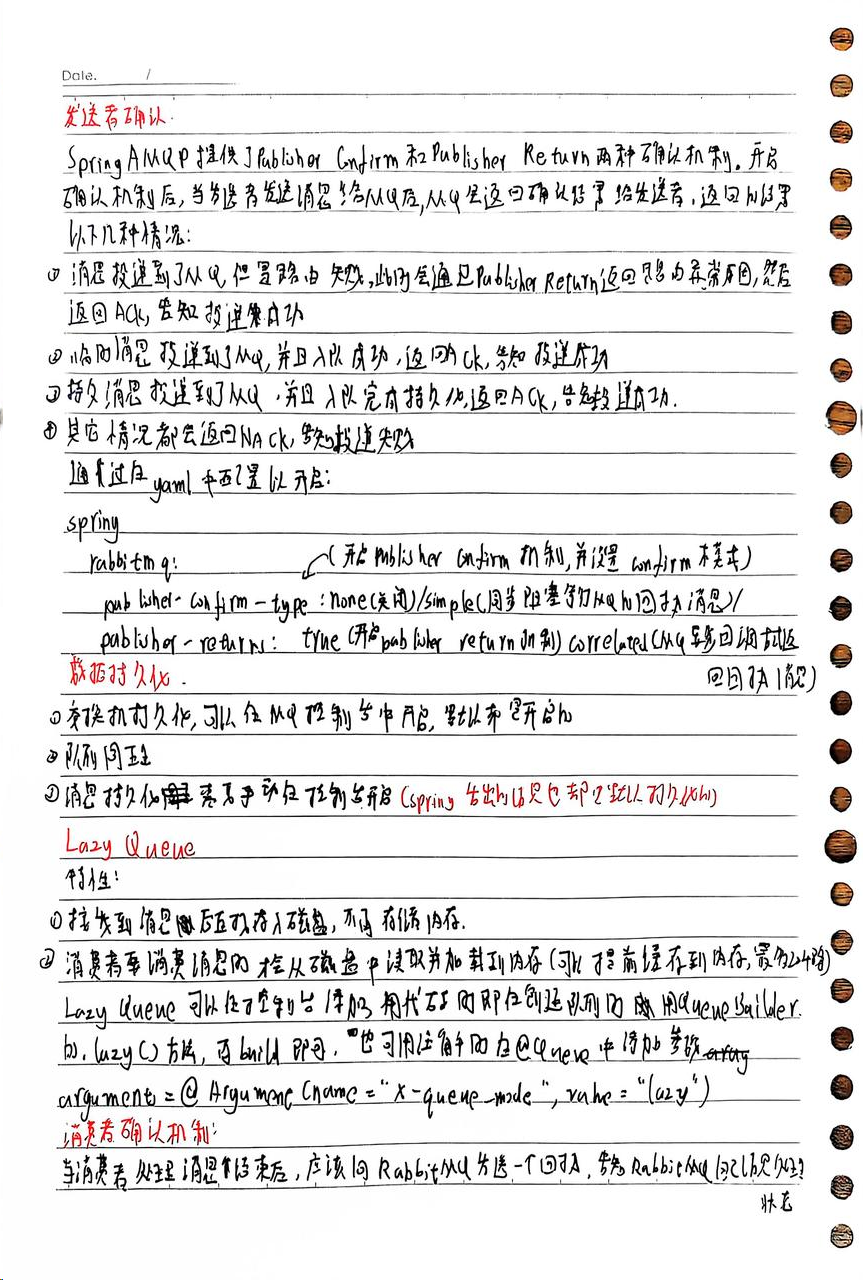 Date. /
发送者确认
Spring AMQP提供了Publisher Confirm和Publisher Return两种确认机制。开启
确认机制后,当发送者发送消息给MQ后,MQ会返回确认结果给发送者。返回的结果
以下几种情况:
① 消息投递到了MQ,但是路由失败,此时会通过Publisher Return返回路由异常原因,然后
返回ACK,告知投递成功
② 临时消息投递到了MQ,并且入队成功,返回ACK,告知投递成功
③ 持久消息投递到了MQ,并且入队完成持久化,返回ACK,告知投递成功.
④ 其它情况都会返回NACK,告知投递失败
通过在yaml中配置以开启:
spring
rabbitmq: (开启publisher confirm机制,并设置confirm模式)
publisher-confirm-type:none(关闭)/simple(同步阻塞等待MQ的回执消息)/
publisher-returns: true(开启publisher return机制) correlated(MQ异步回调方式返
数据持久化. 回回执消息)
① 交换机持久化,可以在MQ控制台中开启,默认都是开启的
② 队列同上
③ 消息持久化 需要手动在控制台开启(spring发出的消息也都是默认持久化的)
Lazy Queue
特性:
① 接收到消息后直接存入磁盘,不再存储内存.
② 消费者要消费消息时才会从磁盘中读取并加载到内存(可以提前缓存到内存,最多2048条)
Lazy Queue可以在控制台添加 用代码时即在创建队列时 用QueueBuilder.
的.lazy()方法,再build即可,也可用注解时在@Queue中添加参数
argument=@Argument(name="x-queue-mode",value="lazy")
消费者确认机制:
当消费者处理消息结束后,应该向RabbitMQ发送一个回执,告知RabbitMQ自己消息处理
状态